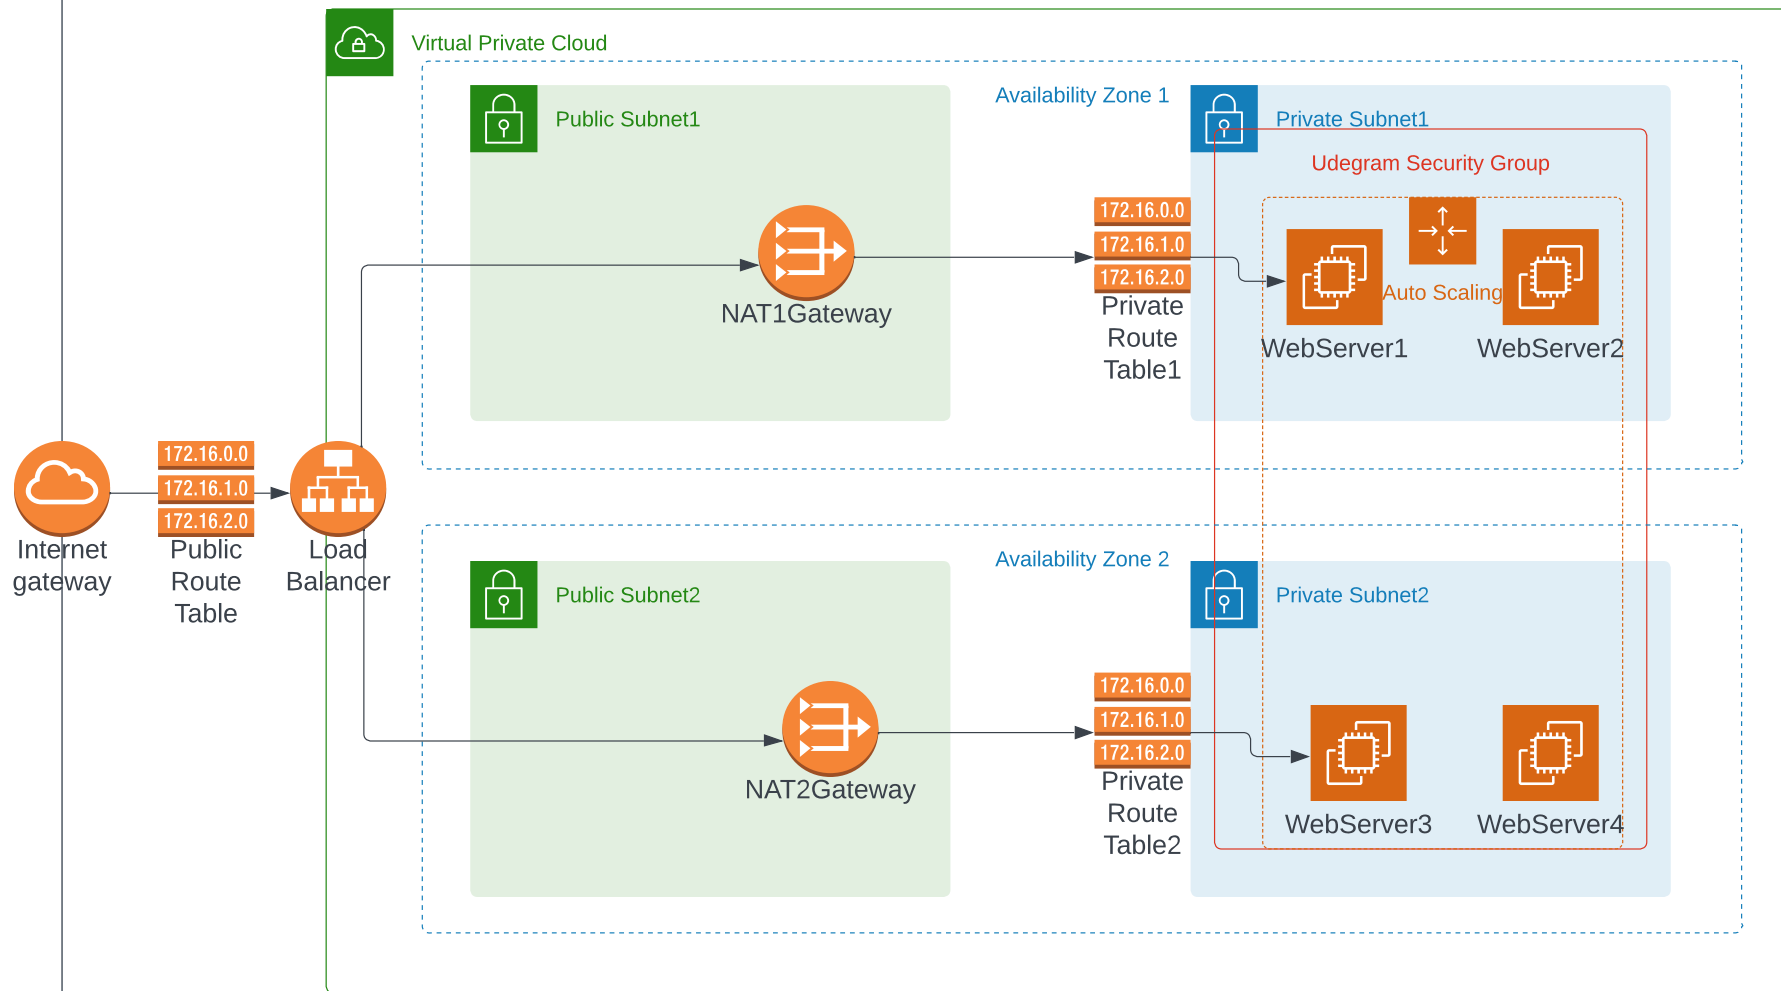 Virtual Private Cloud
Availability Zone 1
Public Subnet1
Private Subnet1
Udegram Security Group
172.16.0.0
172.16.1.0
172.16.2.0
Private
Route
Table1
NAT1Gateway
Auto Scaling
WebServer1
WebServer2
Internet
gateway
172.16.0.0
172.16.1.0
172.16.2.0
Public
Route
Table
Load
Balancer
Availability Zone 2
Public Subnet2
Private Subnet2
172.16.0.0
172.16.1.0
172.16.2.0
Private
Route
Table2
NAT2Gateway
WebServer3
WebServer4